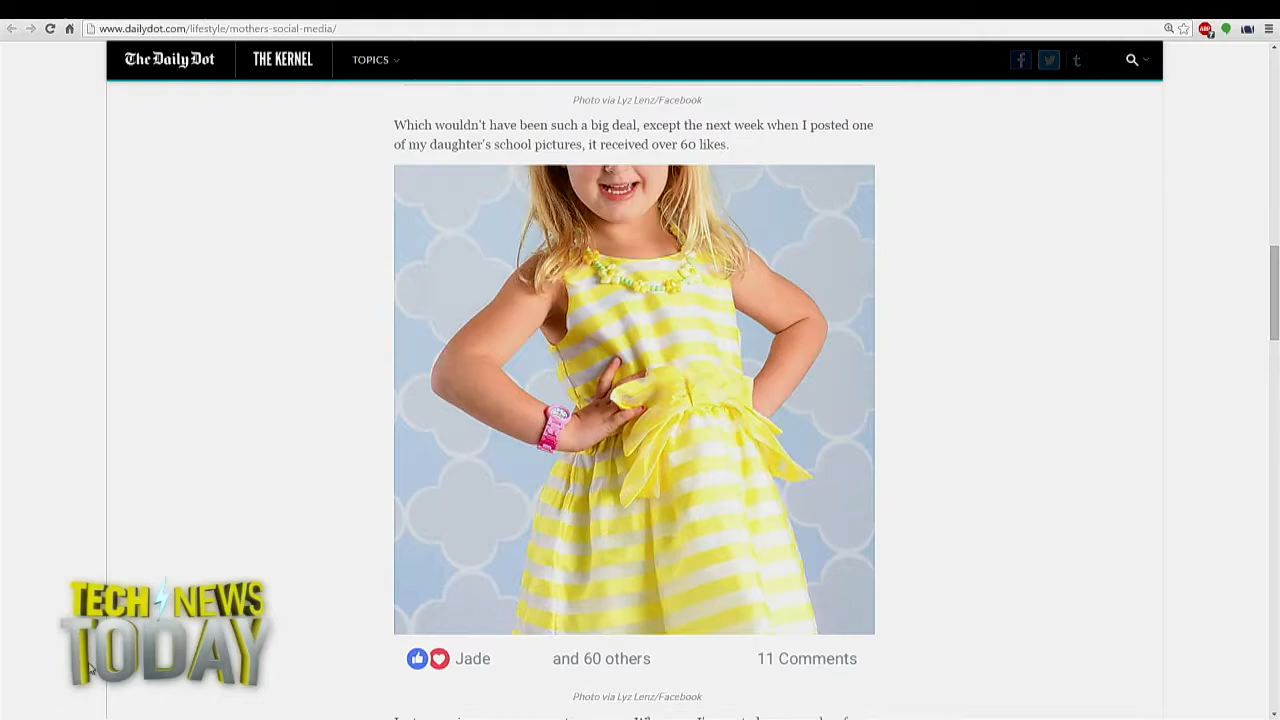 www.dailydot.com/lifestyle/mothers-social-media/
The Daily Dot
THE KERNEL
TOPICS
Photo via Lyz Lenz/Facebook
Which wouldn't have been such a big deal, except the next week when I posted one
of my daughter's school pictures, it received over 60 likes.
TECH NEWS
TODAY
Jade and 60 others 11 Comments
Photo via Lyz Lenz/Facebook